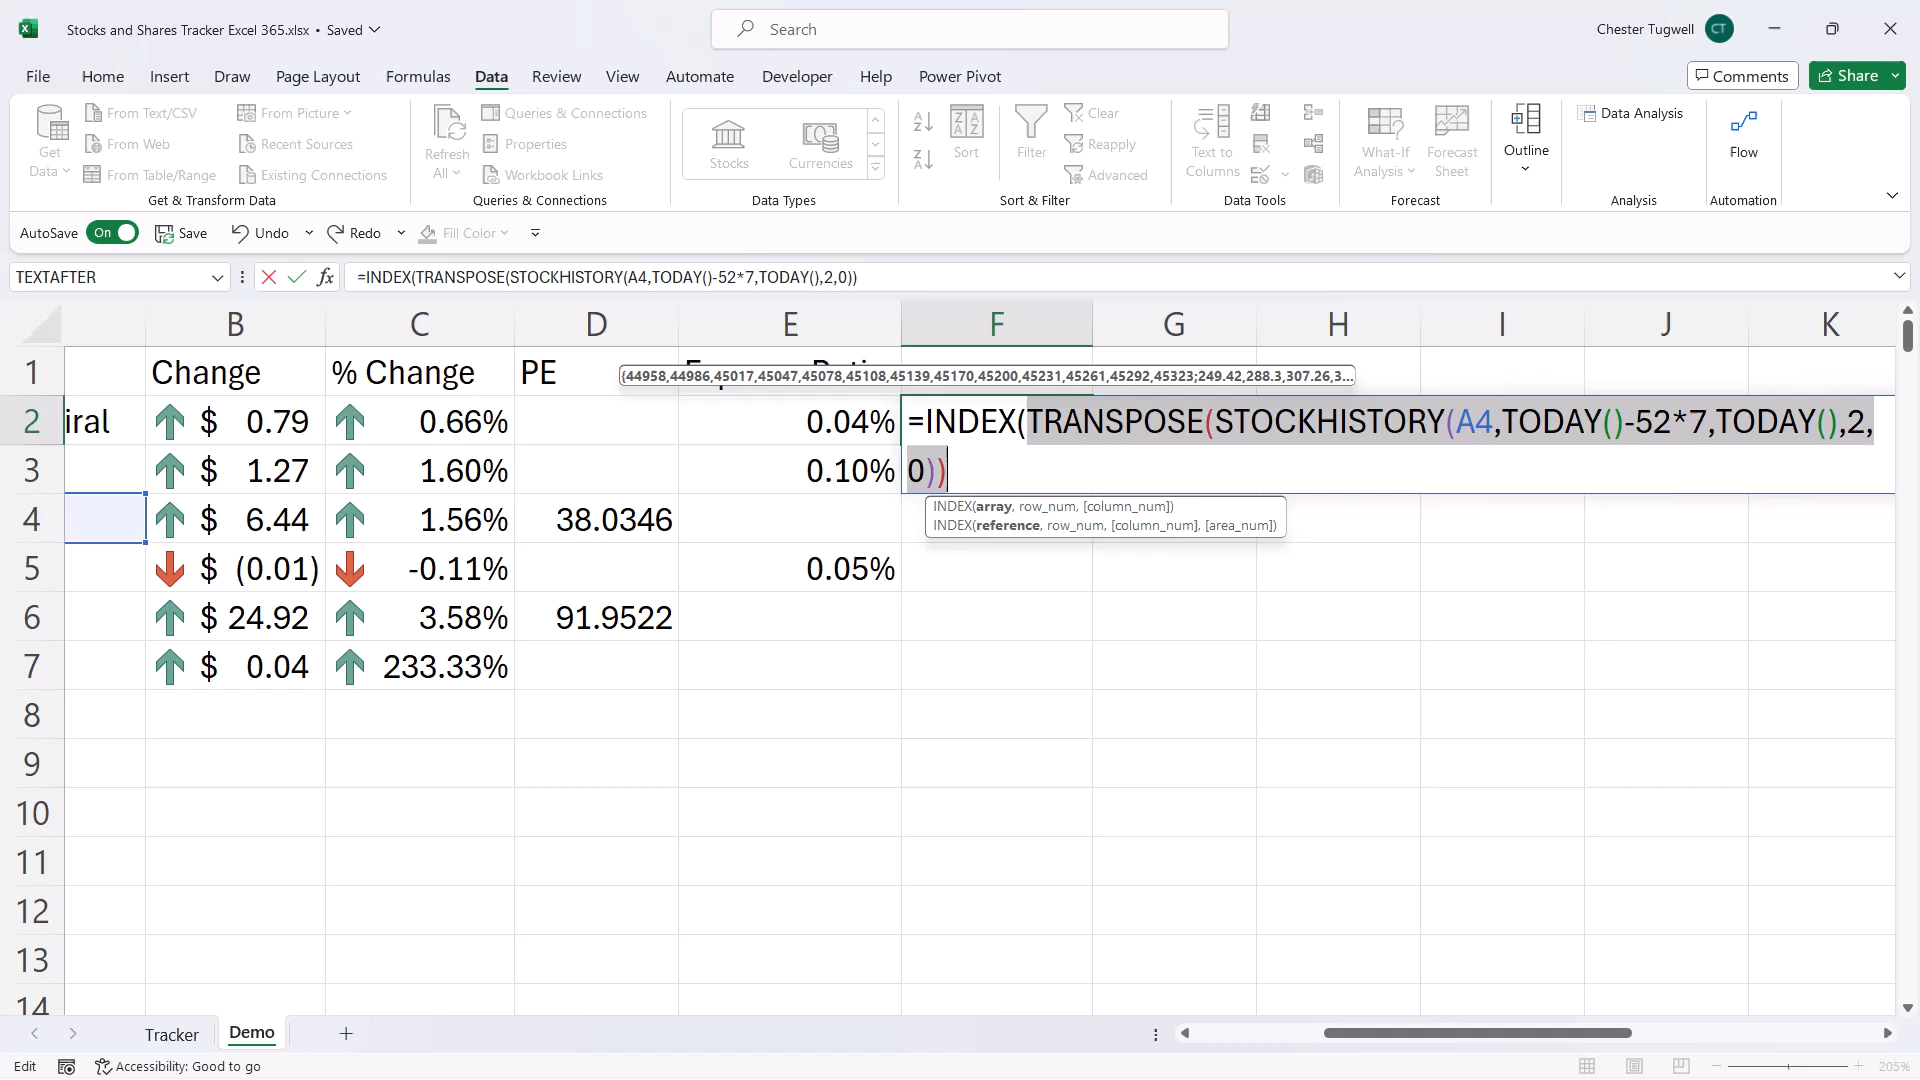 Stocks and Shares Tracker Excel 365.xlsx • Saved
Search
Chester Tugwell CT
File Home Insert Draw Page Layout Formulas Data Review View Automate Developer Help Power Pivot
Comments Share
Get Data
From Text/CSV
From Web
From Table/Range
From Picture
Recent Sources
Existing Connections
Get & Transform Data
Refresh All
Queries & Connections
Properties
Workbook Links
Queries & Connections
Stocks
Currencies
Data Types
Sort
Filter
Clear
Reapply
Advanced
Sort & Filter
Text to Columns
Data Tools
What-If Analysis
Forecast Sheet
Forecast
Outline
Data Analysis
Analysis
Flow
Automation
AutoSave On Save Undo Redo Fill Color
TEXTAFTER fx =INDEX(TRANSPOSE(STOCKHISTORY(A4,TODAY()-52*7,TODAY(),2,0))
B C D E F G H I J K
1 Change % Change PE
{44958,44986,45017,45047,45078,45108,45139,45170,45200,45231,45261,45292,45323;249.42,288.3,307.26,3...
2 iral $ 0.79 0.66% 0.04% =INDEX(TRANSPOSE(STOCKHISTORY(A4,TODAY()-52*7,TODAY(),2,
3 $ 1.27 1.60% 0.10% 0))
INDEX(array, row_num, [column_num])
INDEX(reference, row_num, [column_num], [area_num])
4 $ 6.44 1.56% 38.0346
5 $ (0.01) -0.11% 0.05%
6 $ 24.92 3.58% 91.9522
7 $ 0.04 233.33%
8
9
10
11
12
13
14
Tracker Demo
Edit Accessibility: Good to go 205%